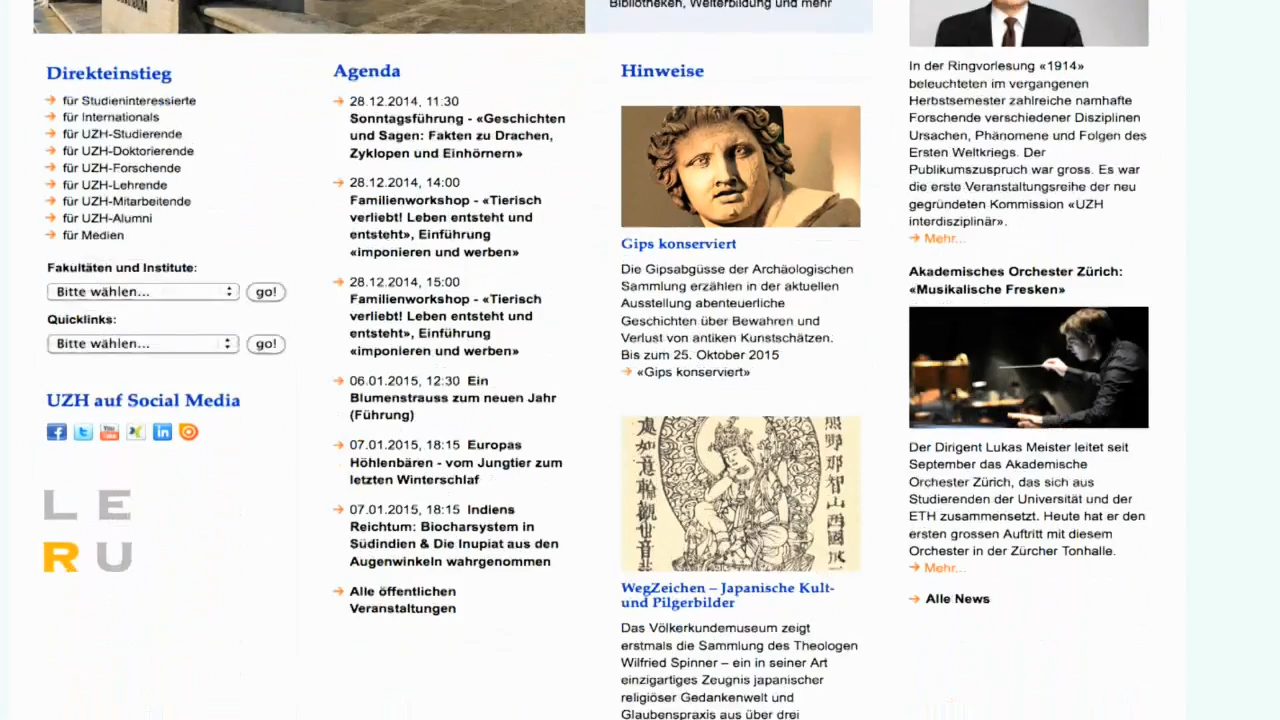 Bibliotheken, Weiterbildung und mehr
Direkteinstieg
für Studieninteressierte
für Internationals
für UZH-Studierende
für UZH-Doktorierende
für UZH-Forschende
für UZH-Lehrende
für UZH-Mitarbeitende
für UZH-Alumni
für Medien
Fakultäten und Institute:
Bitte wählen... go!
Quicklinks:
Bitte wählen... go!
UZH auf Social Media
L E
R U
Agenda
28.12.2014, 11:30
Sonntagsführung - «Geschichten
und Sagen: Fakten zu Drachen,
Zyklopen und Einhörnern»
28.12.2014, 14:00
Familienworkshop - «Tierisch
verliebt! Leben entsteht und
entsteht», Einführung
«imponieren und werben»
28.12.2014, 15:00
Familienworkshop - «Tierisch
verliebt! Leben entsteht und
entsteht», Einführung
«imponieren und werben»
06.01.2015, 12:30 Ein
Blumenstrauss zum neuen Jahr
(Führung)
07.01.2015, 18:15 Europas
Höhlenbären - vom Jungtier zum
letzten Winterschlaf
07.01.2015, 18:15 Indiens
Reichtum: Biocharsystem in
Südindien & Die Inupiat aus den
Augenwinkeln wahrgenommen
Alle öffentlichen
Veranstaltungen
Hinweise
Gips konserviert
Die Gipsabgüsse der Archäologischen
Sammlung erzählen in der aktuellen
Ausstellung abenteuerliche
Geschichten über Bewahren und
Verlust von antiken Kunstschätzen.
Bis zum 25. Oktober 2015
«Gips konserviert»
WegZeichen – Japanische Kult-
und Pilgerbilder
Das Völkerkundemuseum zeigt
erstmals die Sammlung des Theologen
Wilfried Spinner – ein in seiner Art
einzigartiges Zeugnis japanischer
religiöser Gedankenwelt und
Glaubenspraxis aus über drei
In der Ringvorlesung «1914»
beleuchteten im vergangenen
Herbstsemester zahlreiche namhafte
Forschende verschiedener Disziplinen
Ursachen, Phänomene und Folgen des
Ersten Weltkriegs. Der
Publikumszuspruch war gross. Es war
die erste Veranstaltungsreihe der neu
gegründeten Kommission «UZH
interdisziplinär».
Mehr...
Akademisches Orchester Zürich:
«Musikalische Fresken»
Der Dirigent Lukas Meister leitet seit
September das Akademische
Orchester Zürich, das sich aus
Studierenden der Universität und der
ETH zusammensetzt. Heute hat er den
ersten grossen Auftritt mit diesem
Orchester in der Zürcher Tonhalle.
Mehr...
Alle News